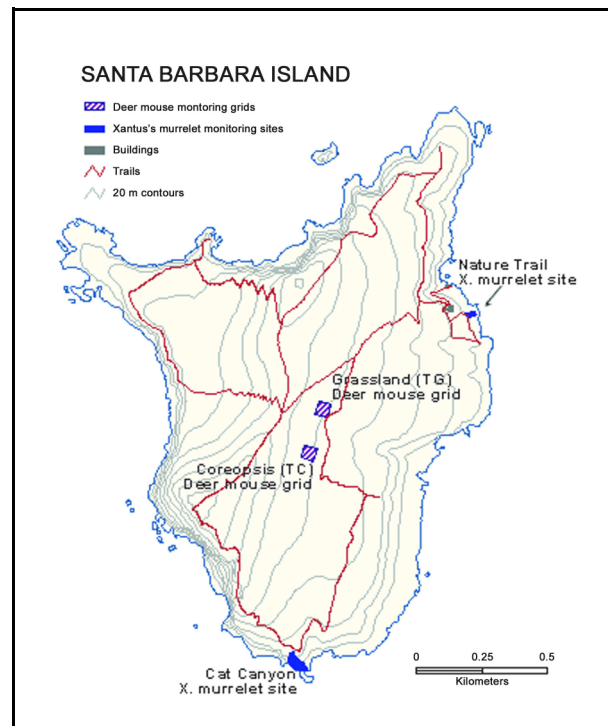 SANTA BARBARA ISLAND
Deer mouse montoring grids
Xantus's murrelet monitoring sites
Buildings
Trails
20 m contours
Nature Trail
X. murrelet site
Grassland (TG)
Deer mouse grid
Coreopsis (TC)
Deer mouse grid
Cat Canyon
X. murrelet site
0 0.25 0.5
Kilometers